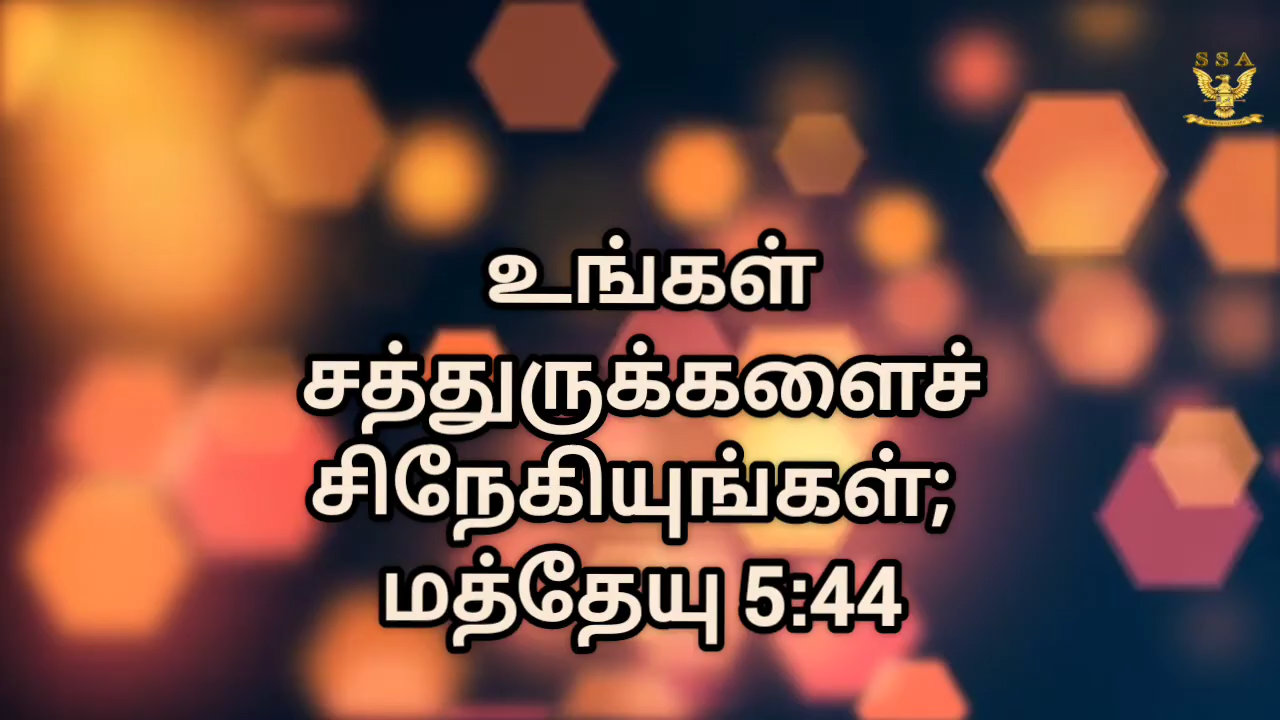 SSA
உங்கள்
சத்துருக்களைச்
சிநேகியுங்கள்;
மத்தேயு 5:44